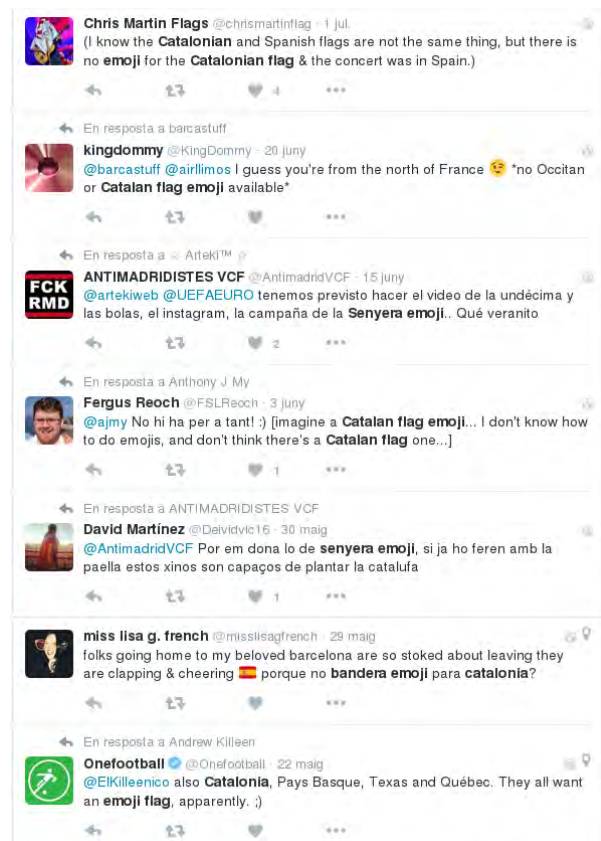 Chris Martin Flags @chrismartinflag · 1 jul.
(I know the Catalonian and Spanish flags are not the same thing, but there is
no emoji for the Catalonian flag & the concert was in Spain.)
4
En resposta a barcastuff
kingdommy @KingDommy · 20 juny
@barcastuff @airllimos I guess you're from the north of France 😉 *no Occitan
or Catalan flag emoji available*
En resposta a ☆ Arteki™ ☆
FCK
RMD
ANTIMADRIDISTES VCF @AntimadridVCF · 15 juny
@artekiweb @UEFAEURO tenemos previsto hacer el video de la undécima y
las bolas, el instagram, la campaña de la Senyera emoji.. Qué veranito
2
En resposta a Anthony J My
Fergus Reoch @FSLReoch · 3 juny
@ajmy No hi ha per a tant! :) [imagine a Catalan flag emoji... I don't know how
to do emojis, and don't think there's a Catalan flag one...]
1
En resposta a ANTIMADRIDISTES VCF
David Martínez @Deividvic16 · 30 maig
@AntimadridVCF Por em dona lo de senyera emoji, si ja ho feren amb la
paella estos xinos son capaços de plantar la catalufa
1
miss lisa g. french @misslisagfrench · 29 maig
folks going home to my beloved barcelona are so stoked about leaving they
are clapping & cheering 🇪🇸 porque no bandera emoji para catalonia?
En resposta a Andrew Killeen
Onefootball @Onefootball · 22 maig
@ElKilleenico also Catalonia, Pays Basque, Texas and Québec. They all want
an emoji flag, apparently. ;)